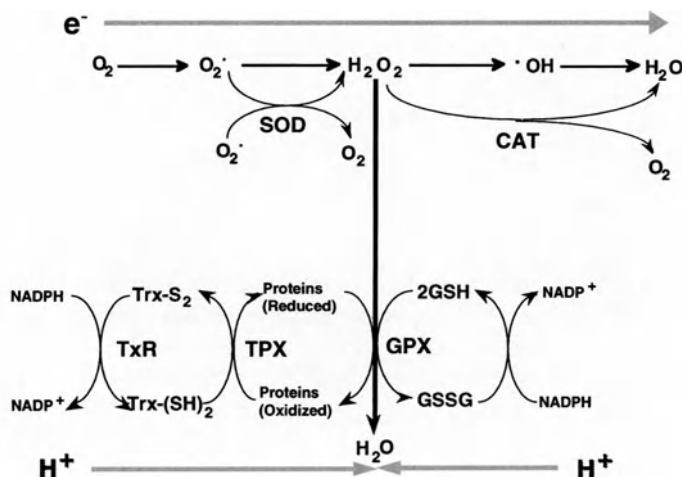 e⁻
O₂ O₂˙ H₂O₂ ˙OH H₂O
SOD CAT
O₂˙ O₂ O₂
NADPH Trx-S₂ Proteins (Reduced) 2GSH NADP⁺
TxR TPX GPX
NADP⁺ Trx-(SH)₂ Proteins (Oxidized) GSSG NADPH
H₂O
H⁺ H⁺